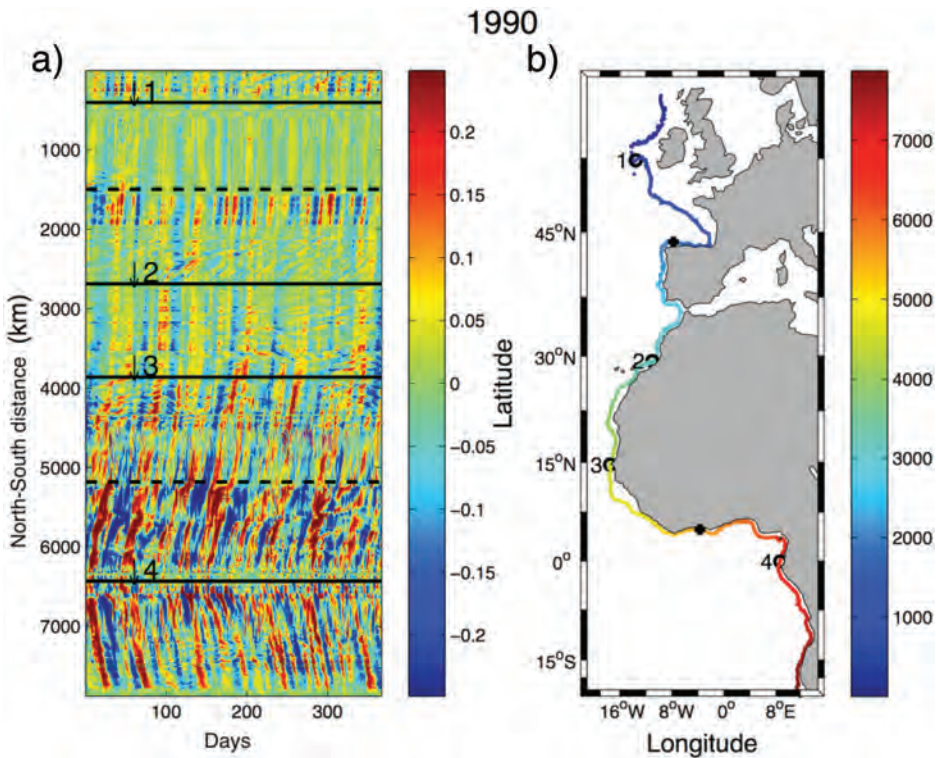 1990
a)
b)
1
2
3
4
1000
2000
3000
4000
5000
6000
7000
North-South distance (km)
100
200
300
Days
0.2
0.15
0.1
0.05
0
−0.05
−0.1
−0.15
−0.2
1
2
3
4
45°N
30°N
15°N
0°
15°S
Latitude
16°W
8°W
0°
8°E
Longitude
7000
6000
5000
4000
3000
2000
1000